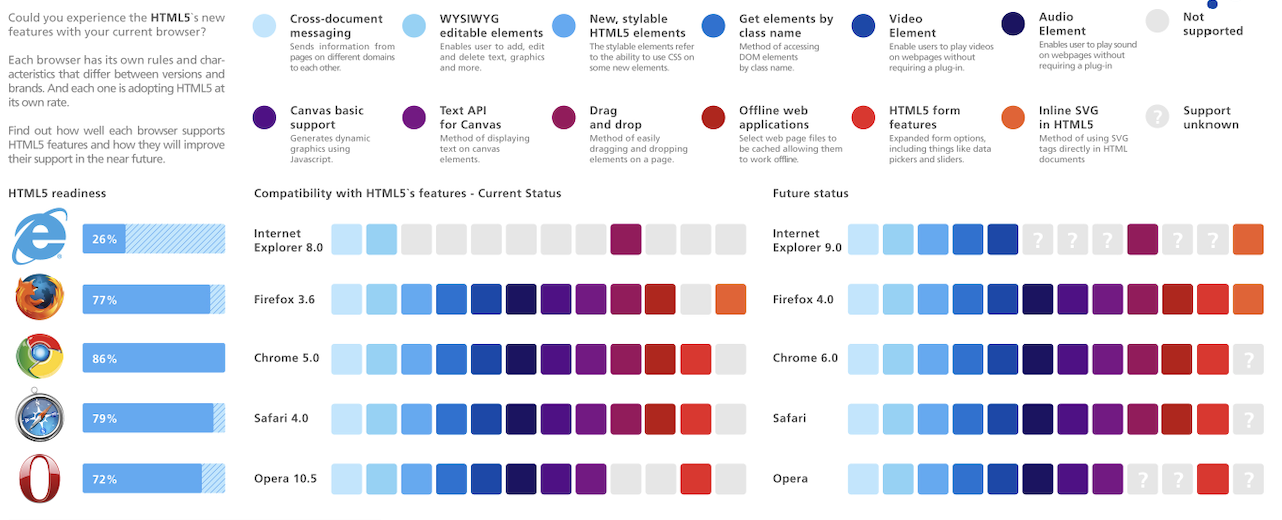 Could you experience the HTML5`s new
features with your current browser?
Each browser has its own rules and char-
acteristics that differ between versions and
brands. And each one is adopting HTML5 at
its own rate.
Find out how well each browser supports
HTML5 features and how they will improve
their support in the near future.
Cross-document
messaging
Sends information from
pages on different domains
to each other.
WYSIWYG
editable elements
Enables user to add, edit
and delete text, graphics
and more.
New, stylable
HTML5 elements
The stylable elements refer
to the ability to use CSS on
some new elements.
Get elements by
class name
Method of accessing
DOM elements
by class name.
Video
Element
Enable users to play videos
on webpages without
requiring a plug-in.
Audio
Element
Enables user to play sound
on webpages without
requiring a plug-in
Not
supported
Canvas basic
support
Generates dynamic
graphics using
Javascript.
Text API
for Canvas
Method of displaying
text on canvas
elements.
Drag
and drop
Method of easily
dragging and dropping
elements on a page.
Offline web
applications
Select web page files to
be cached allowing them
to work offline.
HTML5 form
features
Expanded form options,
including things like data
pickers and sliders.
Inline SVG
in HTML5
Method of using SVG
tags directly in HTML
documents
?
Support
unknown
HTML5 readiness
Compatibility with HTML5`s features - Current Status
Future status
26%
Internet
Explorer 8.0
Internet
Explorer 9.0
? ? ? ? ?
77%
Firefox 3.6
Firefox 4.0
86%
Chrome 5.0
Chrome 6.0
?
79%
Safari 4.0
Safari
?
72%
Opera 10.5
Opera
? ? ?